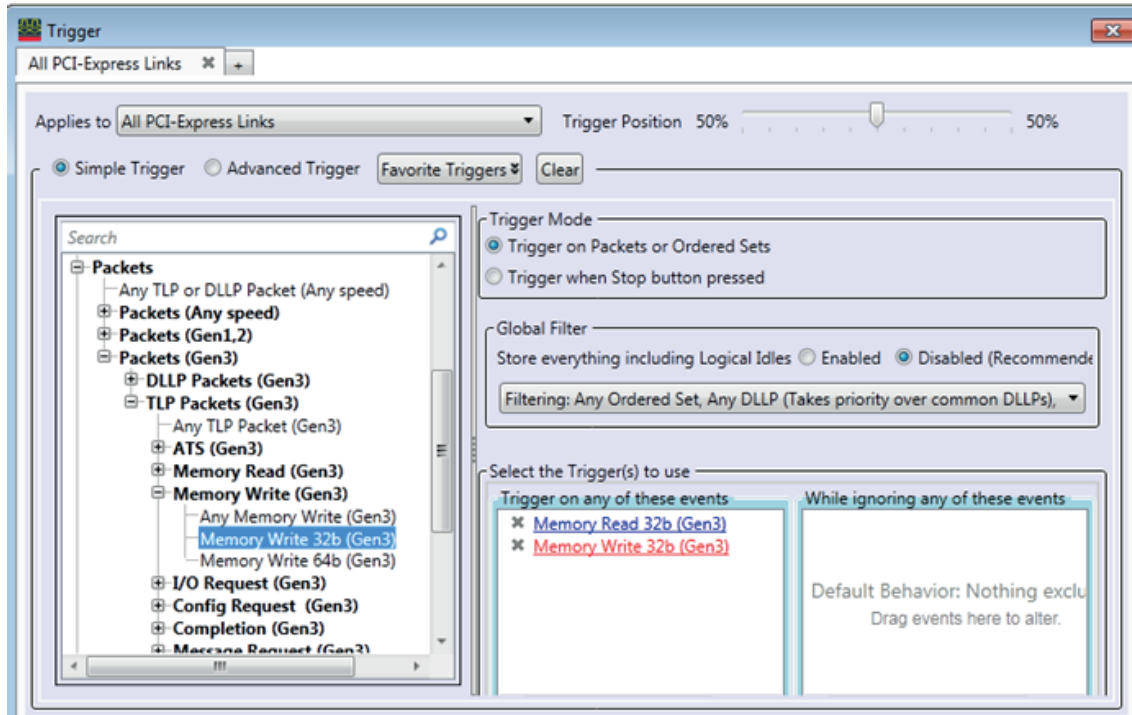 Trigger
All PCI-Express Links
Applies to All PCI-Express Links Trigger Position 50% 50%
Simple Trigger Advanced Trigger Favorite Triggers Clear
Search
Packets
Any TLP or DLLP Packet (Any speed)
Packets (Any speed)
Packets (Gen1,2)
Packets (Gen3)
DLLP Packets (Gen3)
TLP Packets (Gen3)
Any TLP Packet (Gen3)
ATS (Gen3)
Memory Read (Gen3)
Memory Write (Gen3)
Any Memory Write (Gen3)
Memory Write 32b (Gen3)
Memory Write 64b (Gen3)
I/O Request (Gen3)
Config Request (Gen3)
Completion (Gen3)
Message Request (Gen3)
Trigger Mode
Trigger on Packets or Ordered Sets
Trigger when Stop button pressed
Global Filter
Store everything including Logical Idles Enabled Disabled (Recommende
Filtering: Any Ordered Set, Any DLLP (Takes priority over common DLLPs),
Select the Trigger(s) to use
Trigger on any of these events
Memory Read 32b (Gen3)
Memory Write 32b (Gen3)
While ignoring any of these events
Default Behavior: Nothing exclu
Drag events here to alter.